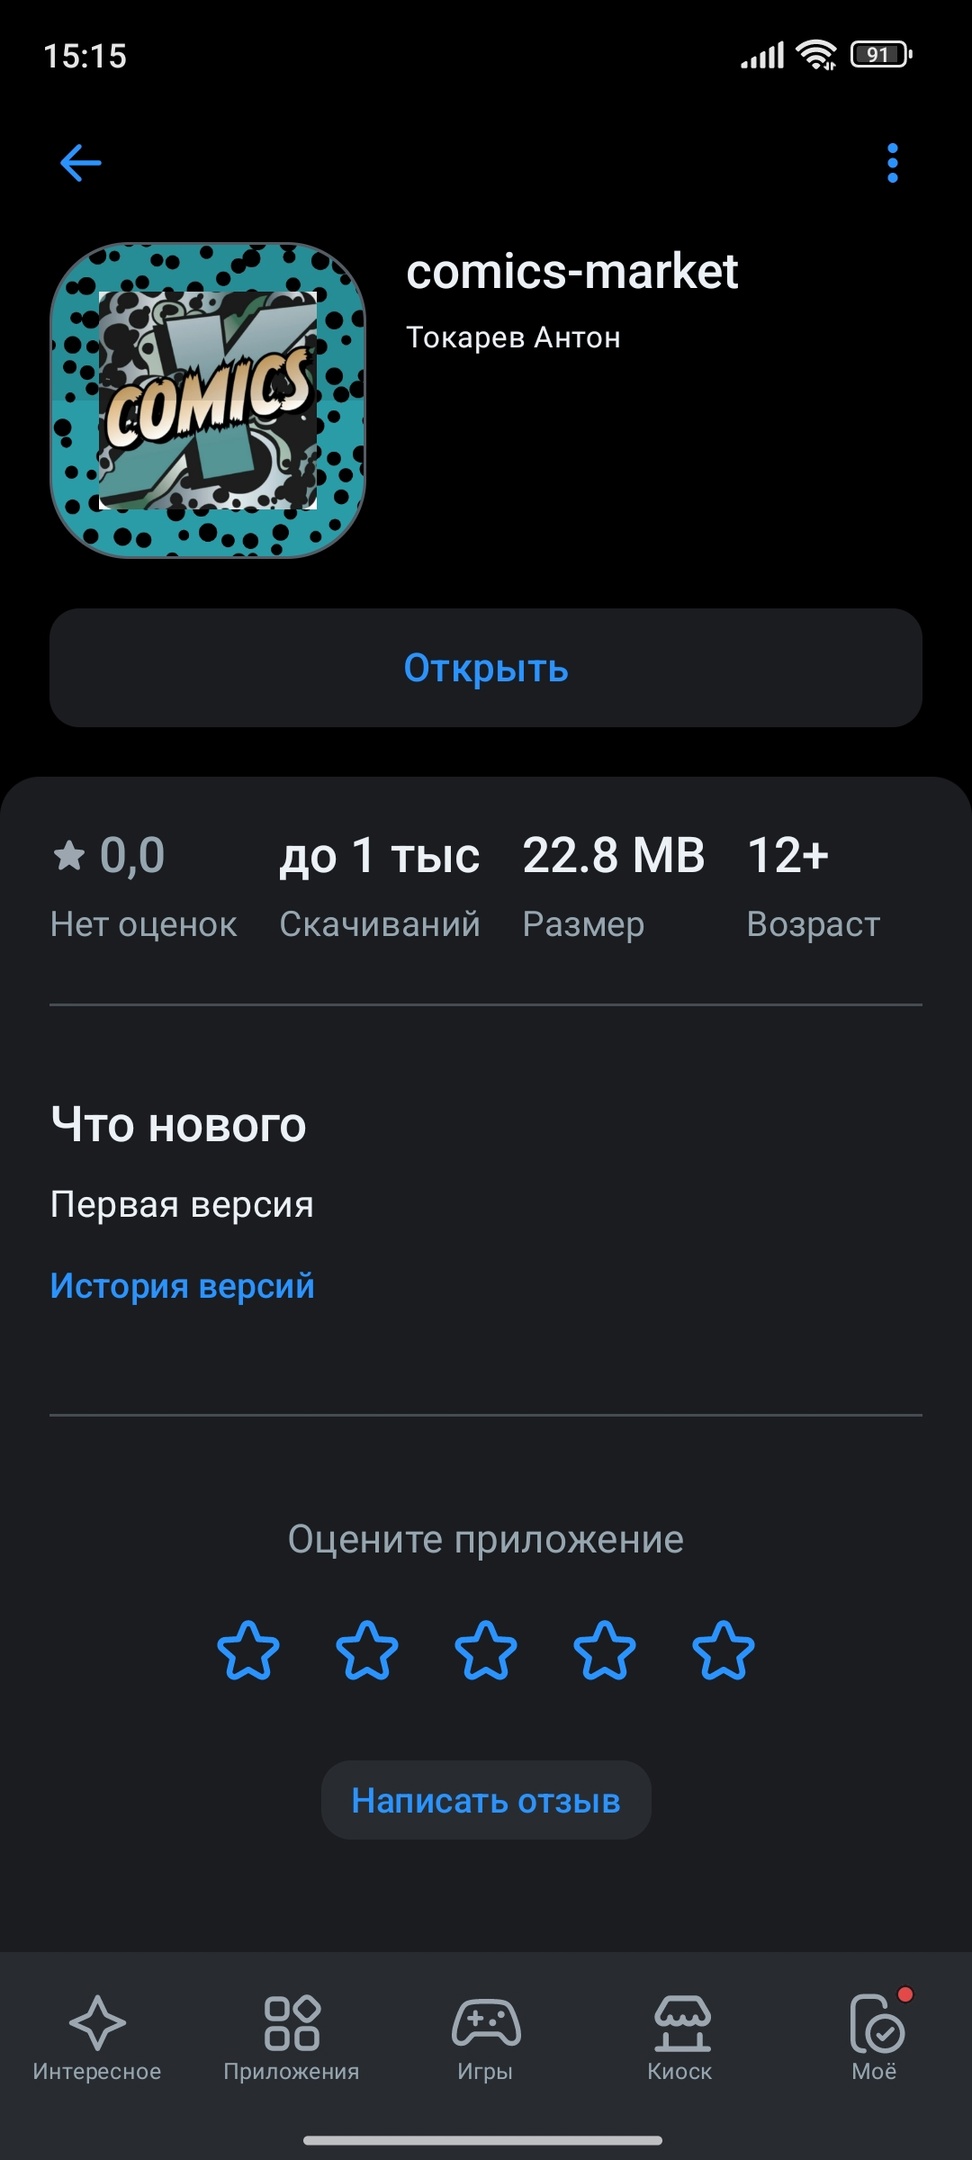 15:15
91
comics-market
Токарев Антон
COMICS
Открыть
0,0
до 1 тыс
22.8 MB
12+
Нет оценок
Скачиваний
Размер
Возраст
Что нового
Первая версия
История версий
Оцените приложение
Написать отзыв
Интересное
Приложения
Игры
Киоск
Моё